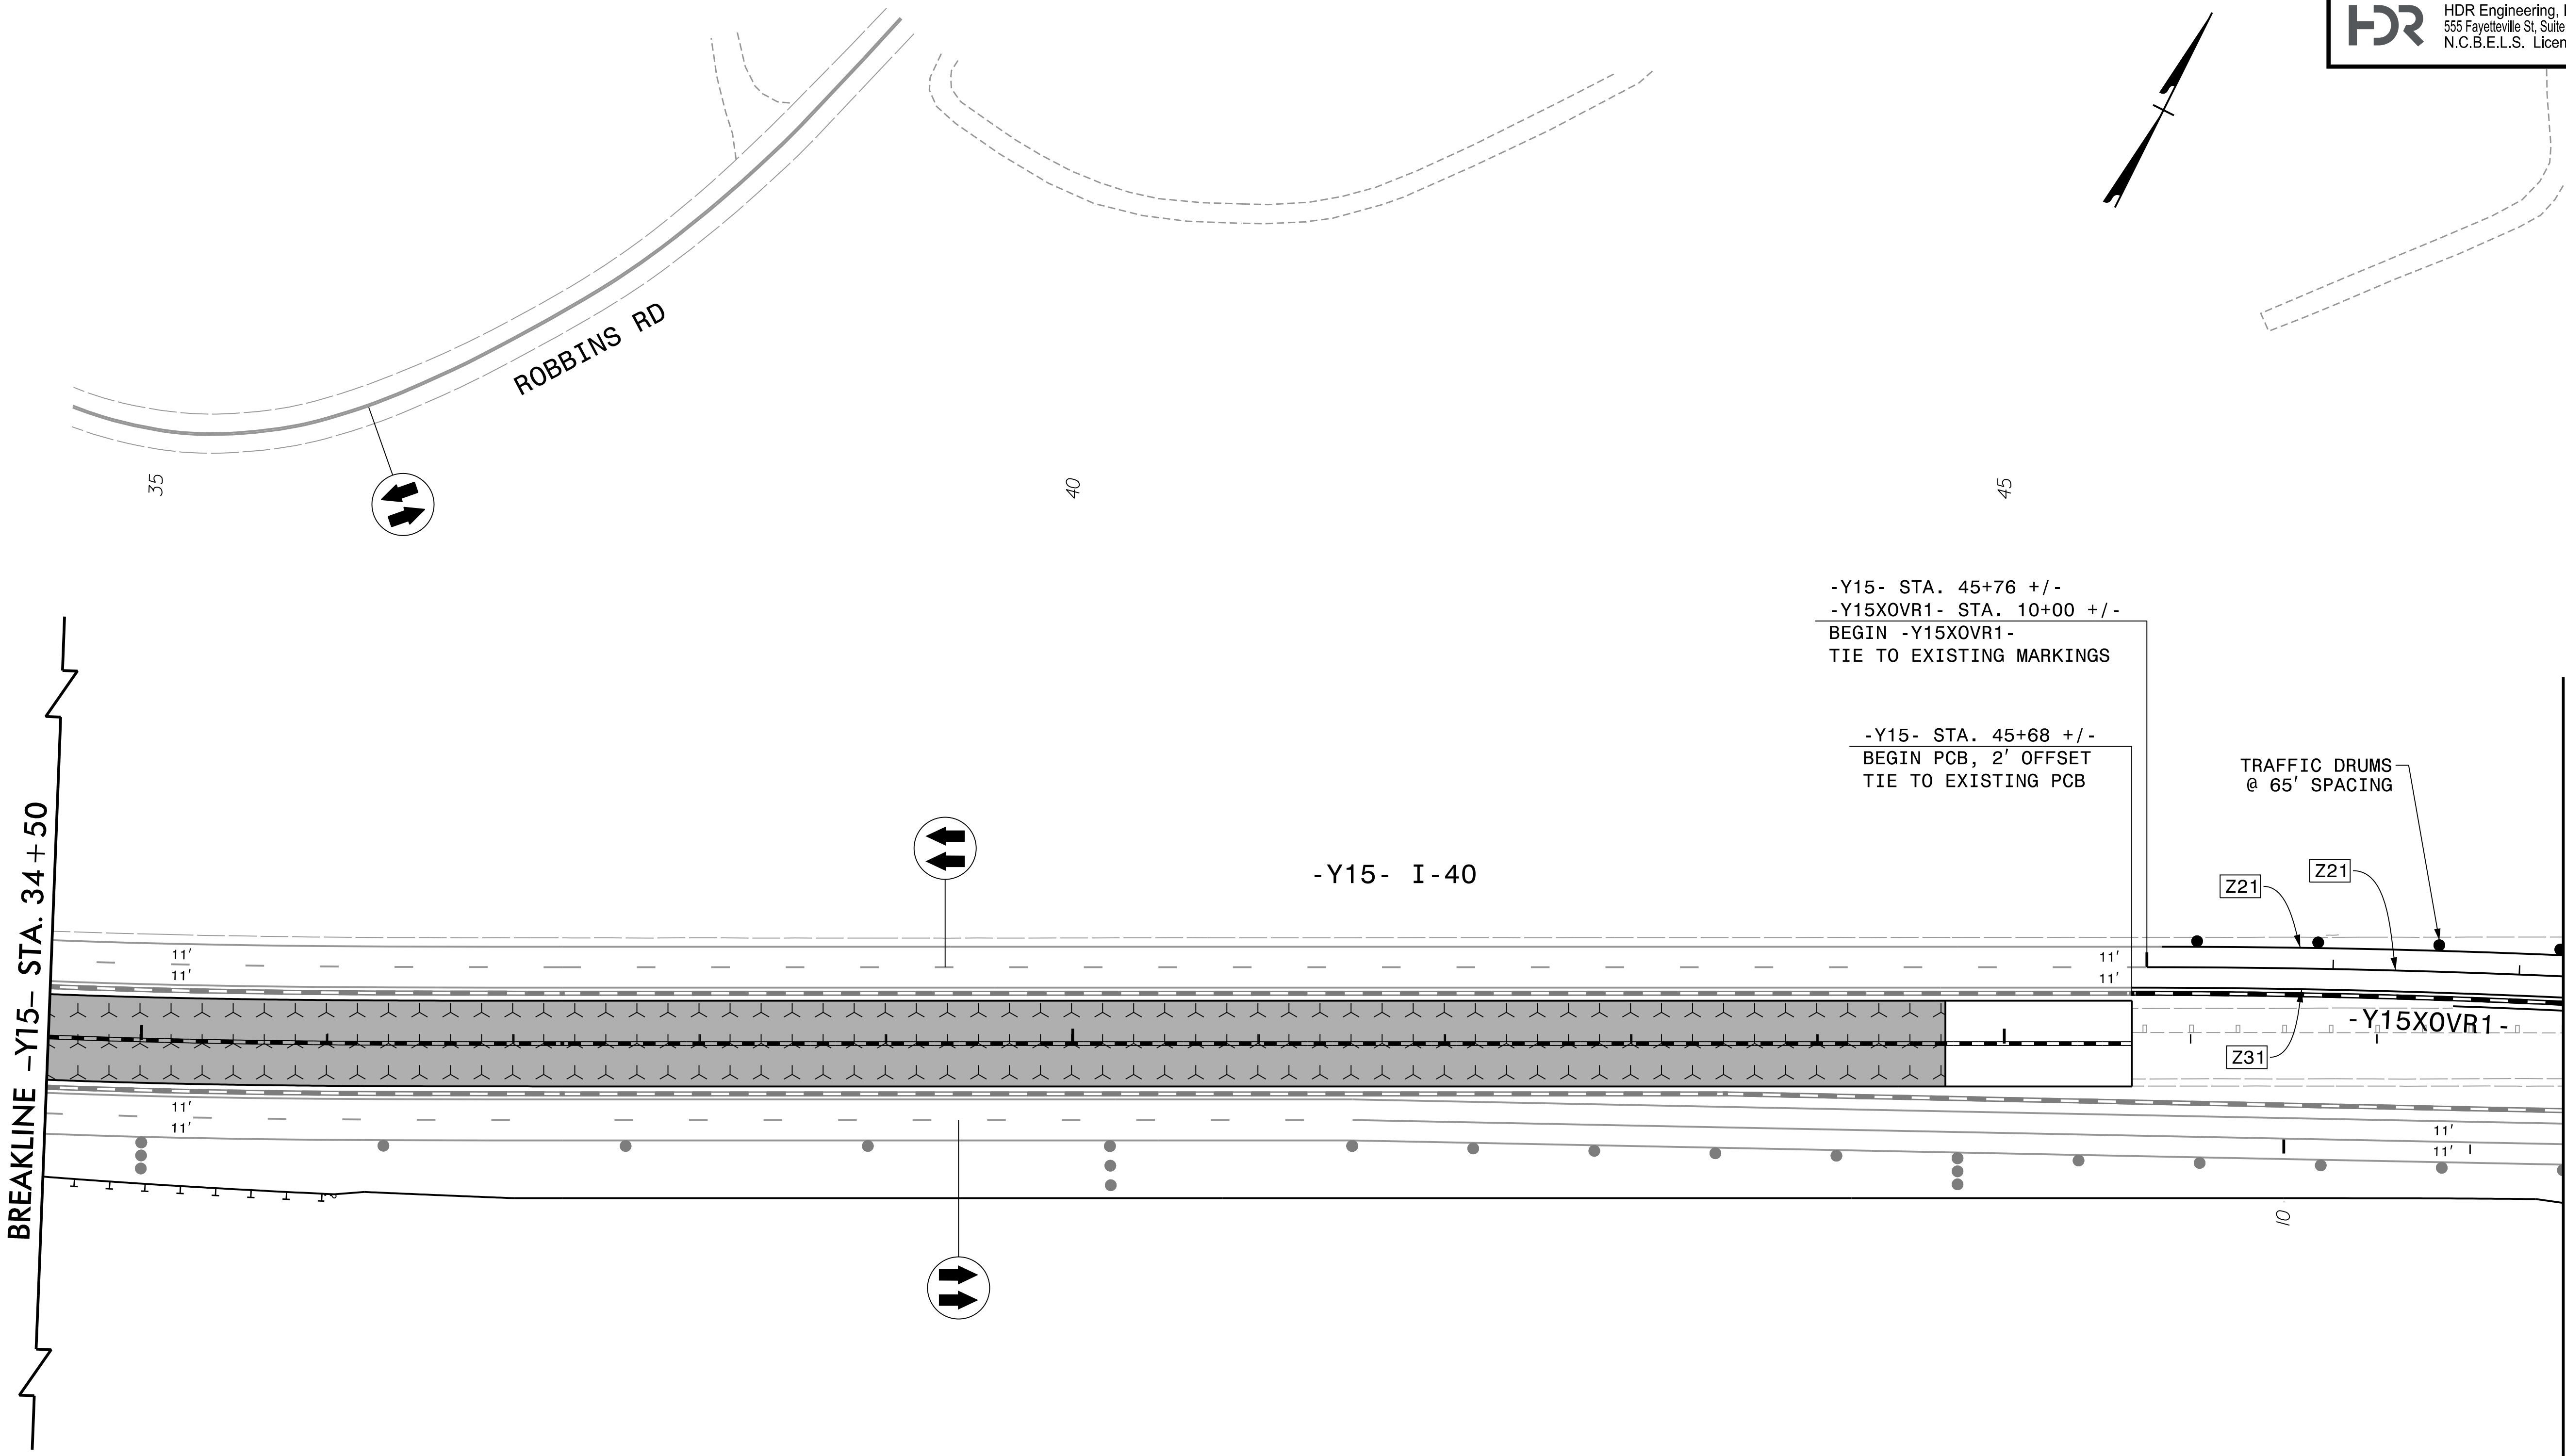 HDR
HDR Engineering,
555 Fayetteville St, Suite
N.C.B.E.L.S.
ROBBINS RD
35
40
45
-Y15- STA. 45+76 +/-
-Y15XOVR1- STA. 10+00 +/-
BEGIN -Y15XOVR1-
TIE TO EXISTING MARKINGS
-Y15- STA. 45+68 +/-
BEGIN PCB, 2' OFFSET
TIE TO EXISTING PCB
TRAFFIC DRUMS
@ 65' SPACING
Z21
Z21
-Y15- I-40
BREAKLINE -Y15- STA. 34+50
11'
11'
11'
11'
-Y15XOVR1-
Z31
11'
11'
11'
11'
10